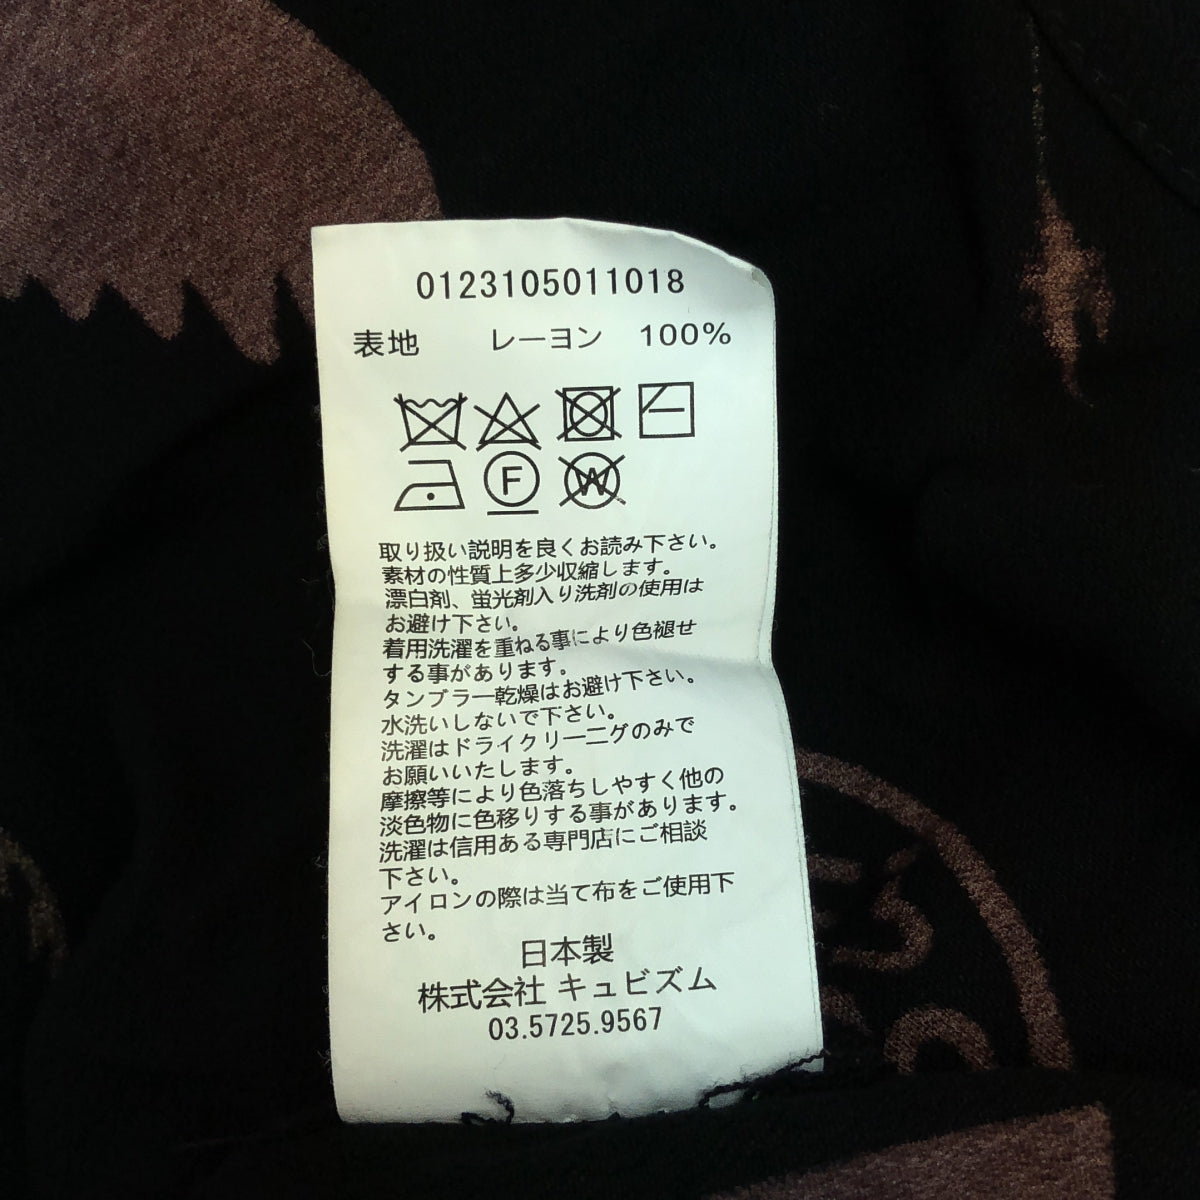 0123105011018
表地 レーヨン 100%
F W
取り扱い説明を良くお読み下さい。
素材の性質上多少収縮します。
漂白剤、蛍光剤入り洗剤の使用は
お避け下さい。
着用洗濯を重ねる事により色褪せ
する事があります。
タンブラー乾燥はお避け下さい。
水洗いしないで下さい。
洗濯はドライクリーニグのみで
お願いいたします。
摩擦等により色落ちしやすく他の
淡色物に色移りする事があります。
洗濯は信用ある専門店にご相談
下さい。
アイロンの際は当て布をご使用下
さい。
日本製
株式会社 キュビズム
03.5725.9567